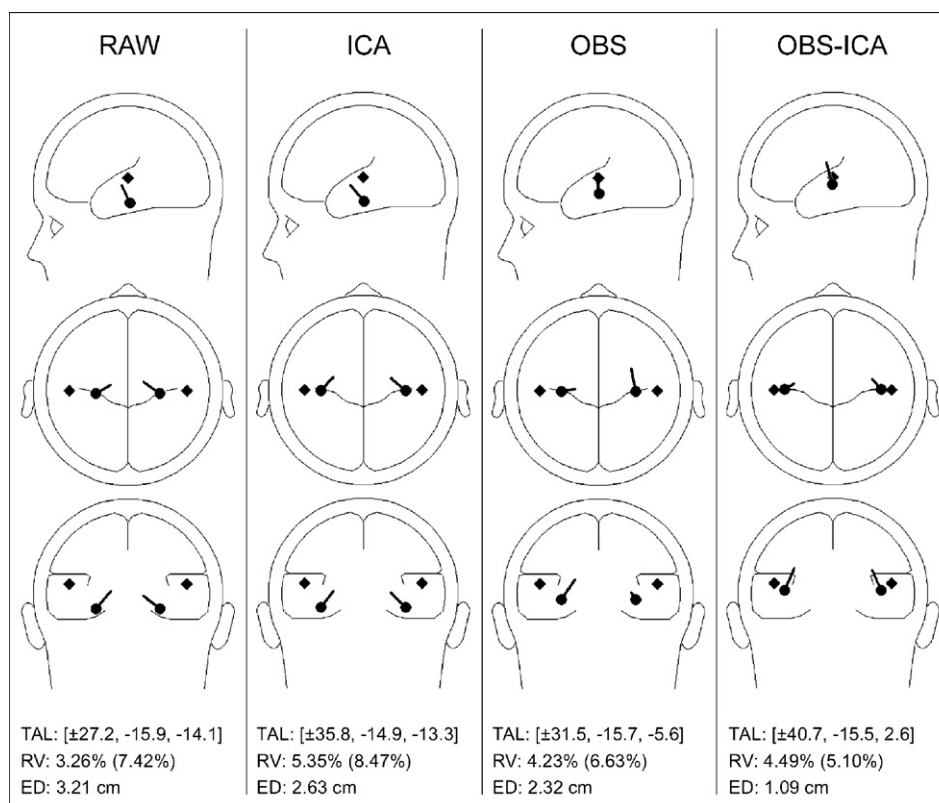 RAW
ICA
OBS
OBS-ICA
TAL: [±27.2, -15.9, -14.1]
RV: 3.26% (7.42%)
ED: 3.21 cm
TAL: [±35.8, -14.9, -13.3]
RV: 5.35% (8.47%)
ED: 2.63 cm
TAL: [±31.5, -15.7, -5.6]
RV: 4.23% (6.63%)
ED: 2.32 cm
TAL: [±40.7, -15.5, 2.6]
RV: 4.49% (5.10%)
ED: 1.09 cm